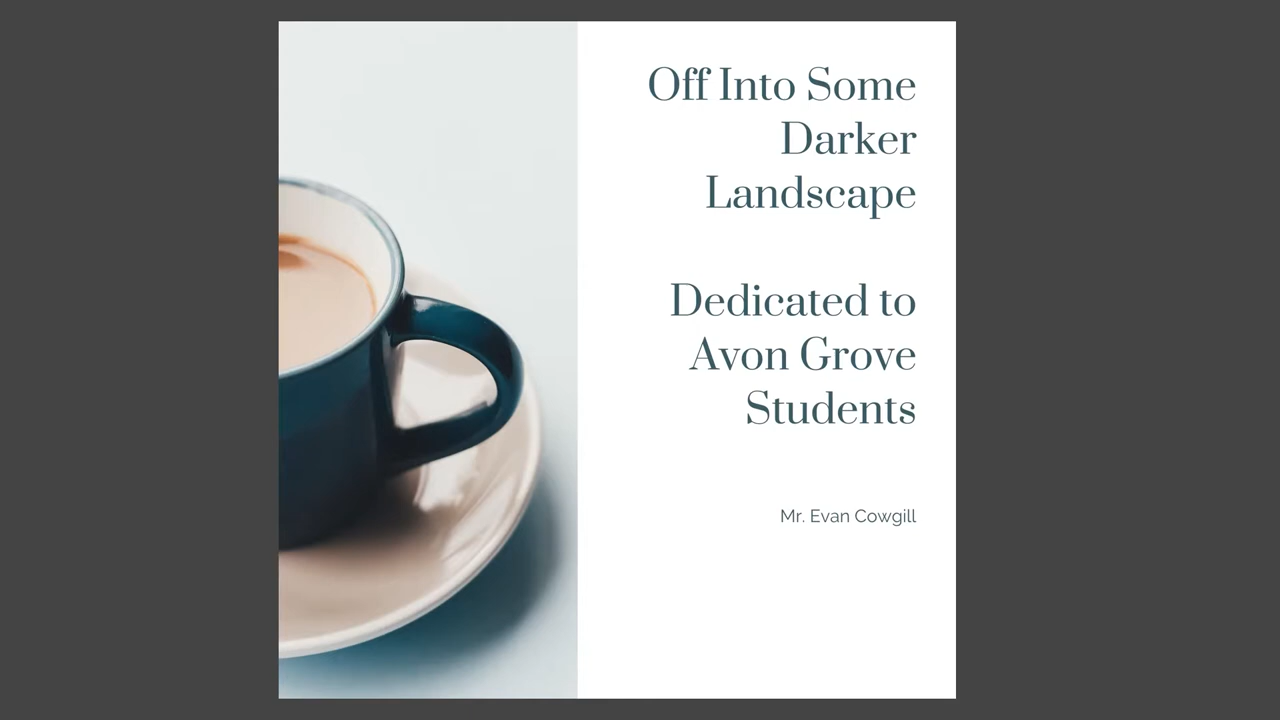 Off Into Some
Darker
Landscape
Dedicated to
Avon Grove
Students
Mr. Evan Cowgill